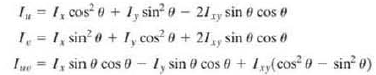 I_u = I_x cos² θ + I_y sin² θ − 2I_xy sin θ cos θ
I_v = I_x sin² θ + I_y cos² θ + 2I_xy sin θ cos θ
I_uv = I_x sin θ cos θ − I_y sin θ cos θ + I_xy(cos² θ − sin² θ)